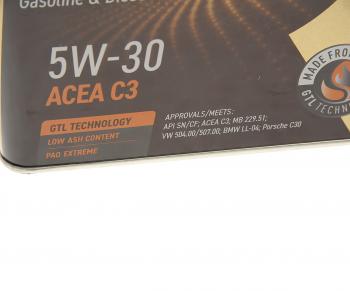 Gasoline &
5W-30
ACEA C3
GTL TECHNOLOGY
LOW ASH CONTENT
PAO EXTREME
APPROVALS/MEETS:
API SN/CF; ACEA C3; MB 229.51;
VW 504.00/507.00; BMW LL-04; Porsche C30
MADE FROM
GTL TECHN